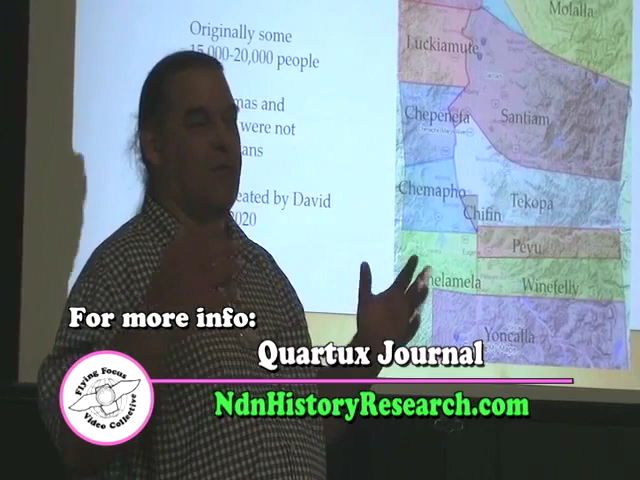 Originally some
15,000-20,000 people
mas and
were not
ans
eated by David
2020
Molalla
Luckiamute
Santiam
Chepenefa
Chemapho
Tekopa
Chifin
Peyu
helamela
Winefelly
Yoncalla
For more info:
Quartux Journal
NdnHistoryResearch.com
Flying Focus
Video Collective